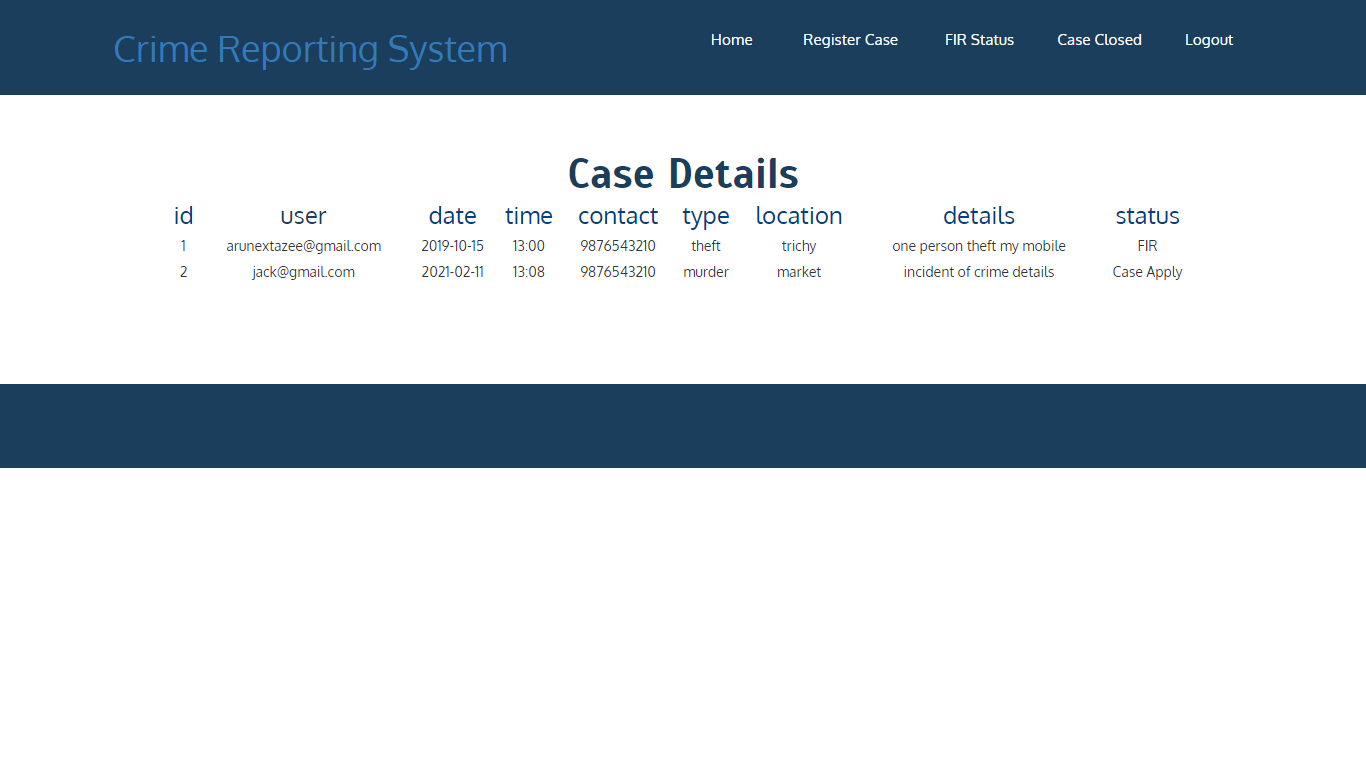 Crime Reporting System Home Register Case FIR Status Case Closed Logout
Case Details
id user date time contact type location details status
1 arunextazee@gmail.com 2019-10-15 13:00 9876543210 theft trichy one person theft my mobile FIR
2 jack@gmail.com 2021-02-11 13:08 9876543210 murder market incident of crime details Case Apply